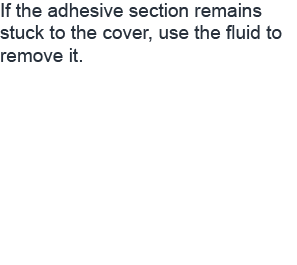 If the adhesive section remains
stuck to the cover, use the fluid to
remove it.